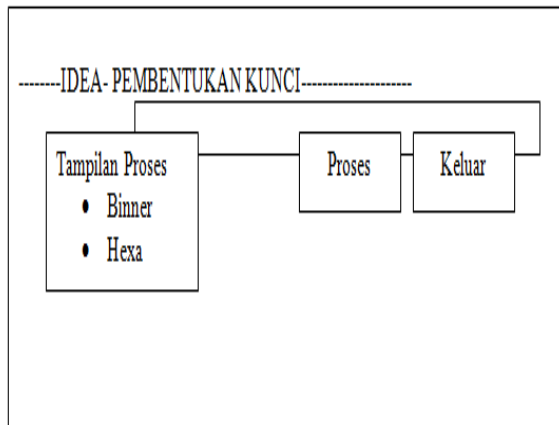 --------IDEA- PEMBENTUKAN KUNCI---------------------
Tampilan Proses
• Binner
• Hexa
Proses
Keluar